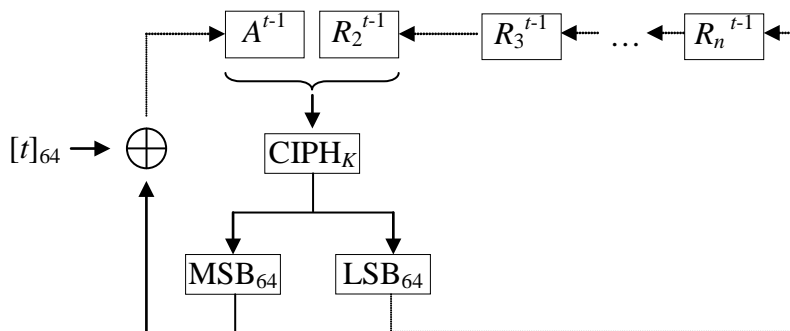 A^{t-1} R_2^{t-1} R_3^{t-1} … R_n^{t-1}
[t]_{64}
CIPH_K
MSB_{64} LSB_{64}